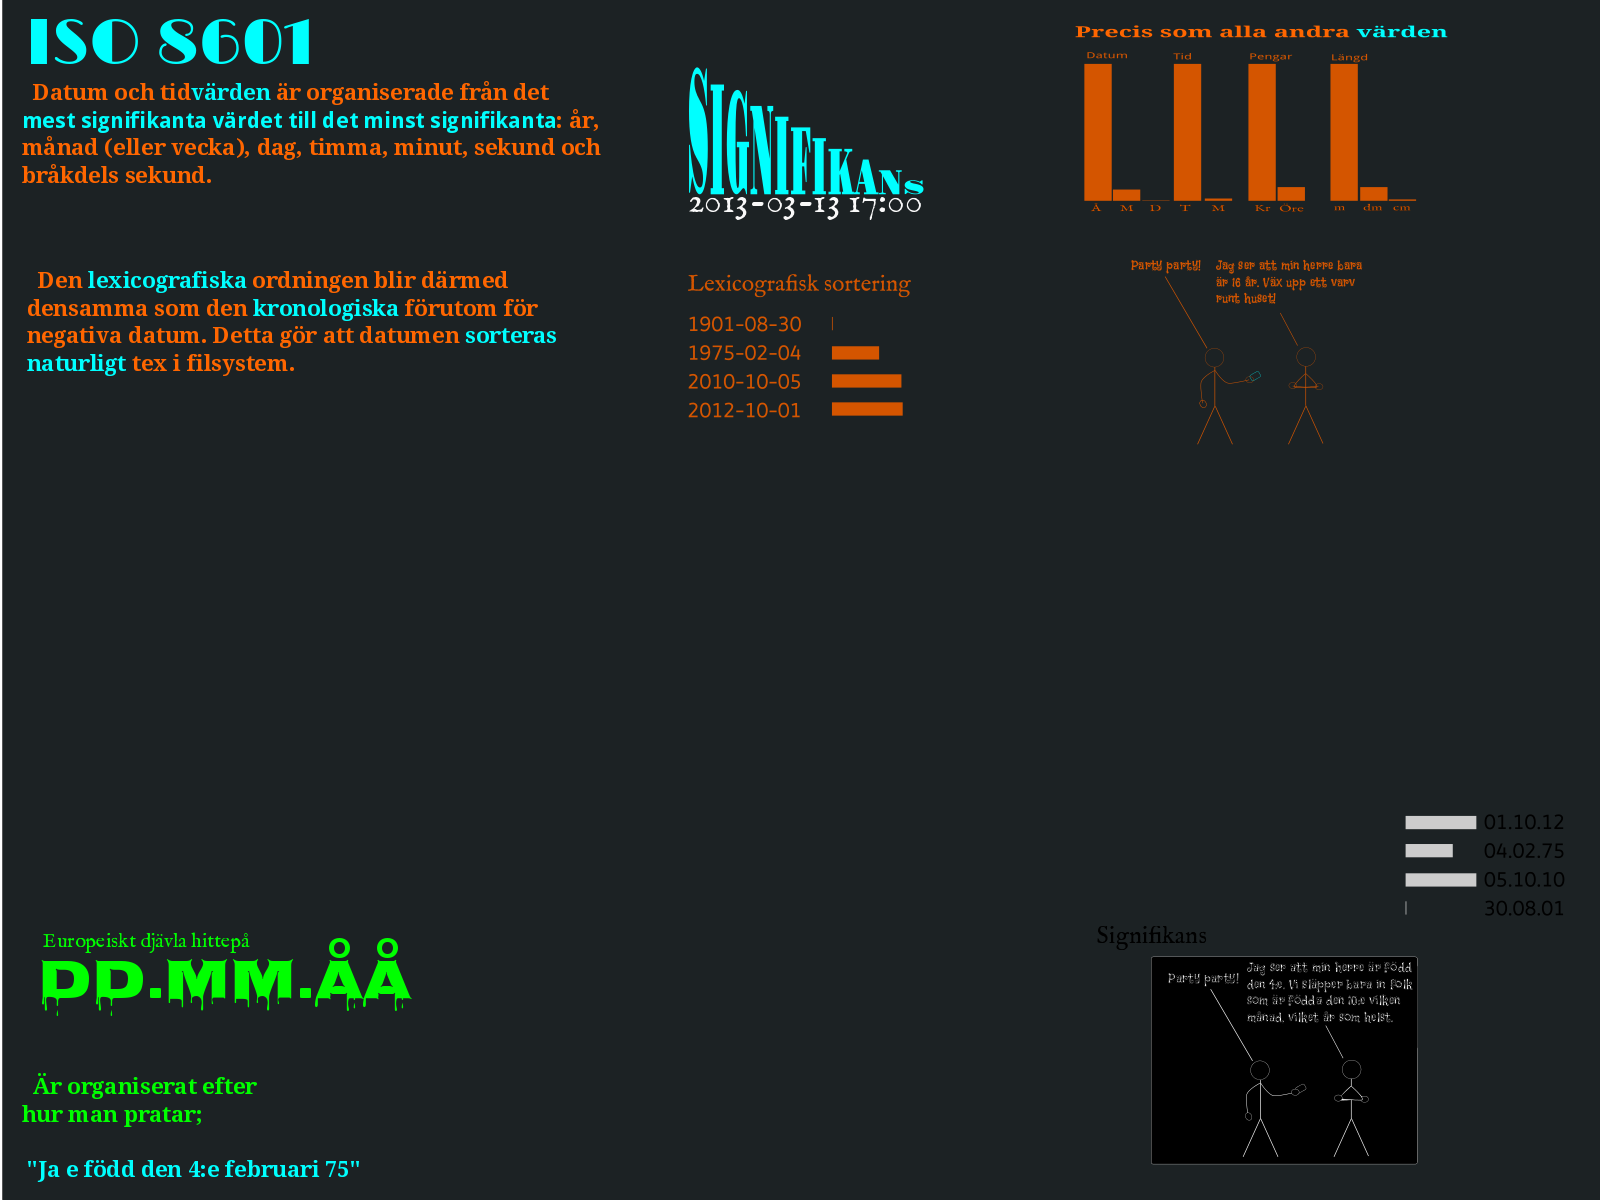 ISO 8601
Datum och tidvärden är organiserade från det
mest signifikanta värdet till det minst signifikanta: år,
månad (eller vecka), dag, timma, minut, sekund och
bråkdels sekund.
SIGNIFIKANS
2013-03-13 17:00
Precis som alla andra värden
Datum Tid Pengar Längd
Å M D T M Kr Öre m dm cm
Den lexicografiska ordningen blir därmed
densamma som den kronologiska förutom för
negativa datum. Detta gör att datumen sorteras
naturligt tex i filsystem.
Lexicografisk sortering
1901-08-30
1975-02-04
2010-10-05
2012-10-01
Party party!
Jag ser att min herre bara
är 16 år. Väx upp ett varv
runt huset!
01.10.12
04.02.75
05.10.10
30.08.01
Europeiskt djävla hittepå
DD.MM.ÅÅ
Är organiserat efter
hur man pratar;
"Ja e född den 4:e februari 75"
Signifikans
Party party!
Jag ser att min herre är född
den 4:e. Vi släpper bara in folk
som är födda den 10:e vilken
månad, vilket år som helst.